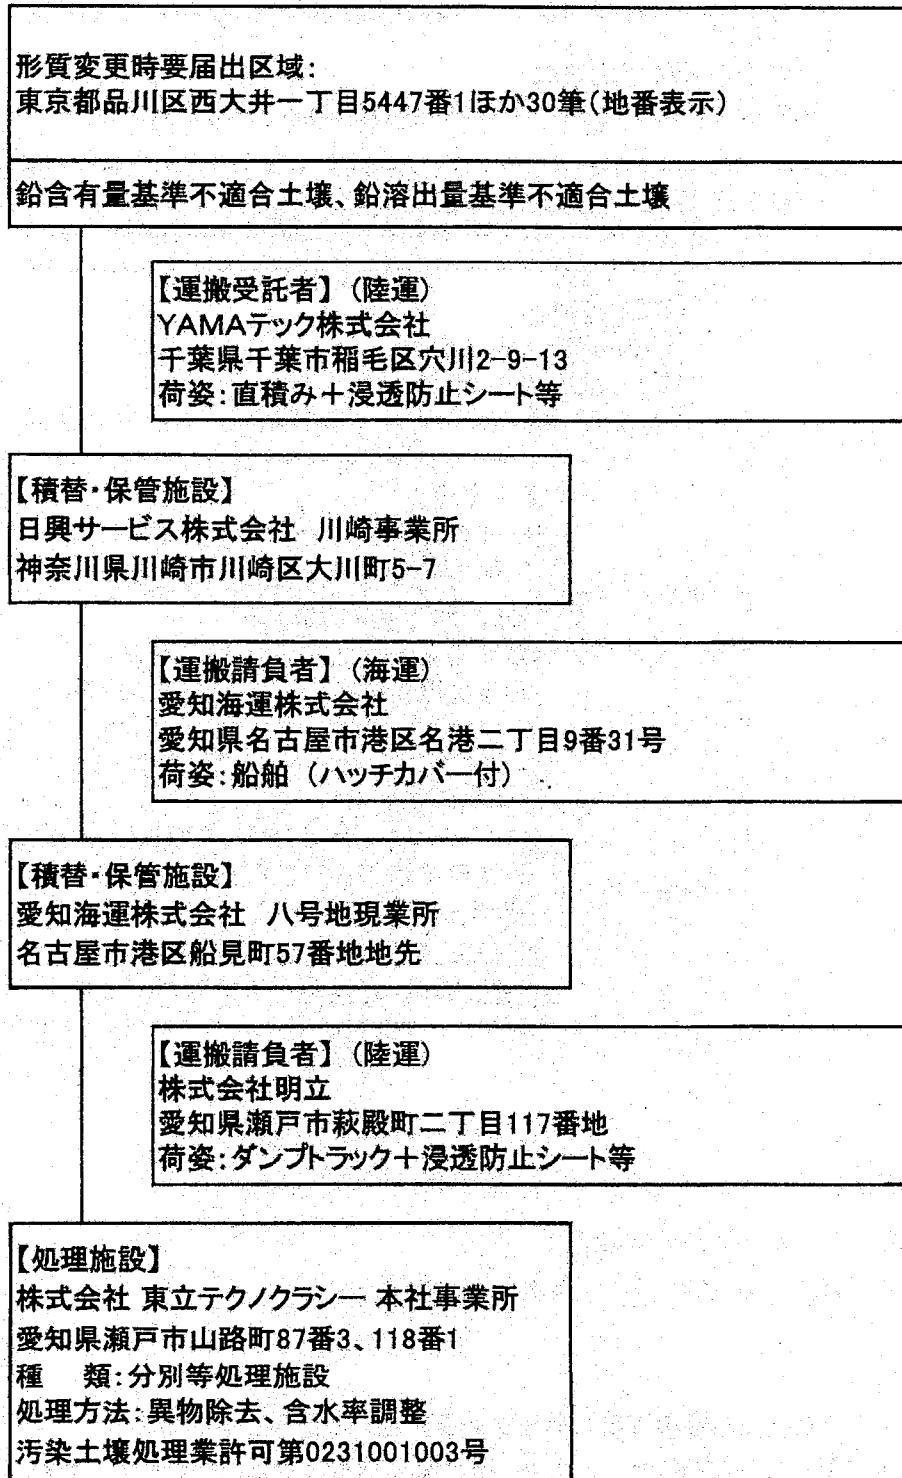 形質変更時要届出区域：
東京都品川区西大井一丁目5447番1ほか30筆（地番表示）
鉛含有量基準不適合土壌、鉛溶出量基準不適合土壌
【運搬受託者】（陸運）
YAMAテック株式会社
千葉県千葉市稲毛区穴川2-9-13
荷姿：直積み＋浸透防止シート等
【積替・保管施設】
日興サービス株式会社 川崎事業所
神奈川県川崎市川崎区大川町5-7
【運搬請負者】（海運）
愛知海運株式会社
愛知県名古屋市港区名港二丁目9番31号
荷姿：船舶（ハッチカバー付）
【積替・保管施設】
愛知海運株式会社 八号地現業所
名古屋市港区船見町57番地地先
【運搬請負者】（陸運）
株式会社明立
愛知県瀬戸市萩殿町二丁目117番地
荷姿：ダンプトラック＋浸透防止シート等
【処理施設】
株式会社 東立テクノクラシー 本社事業所
愛知県瀬戸市山路町87番3、118番1
種　類：分別等処理施設
処理方法：異物除去、含水率調整
汚染土壌処理業許可第0231001003号